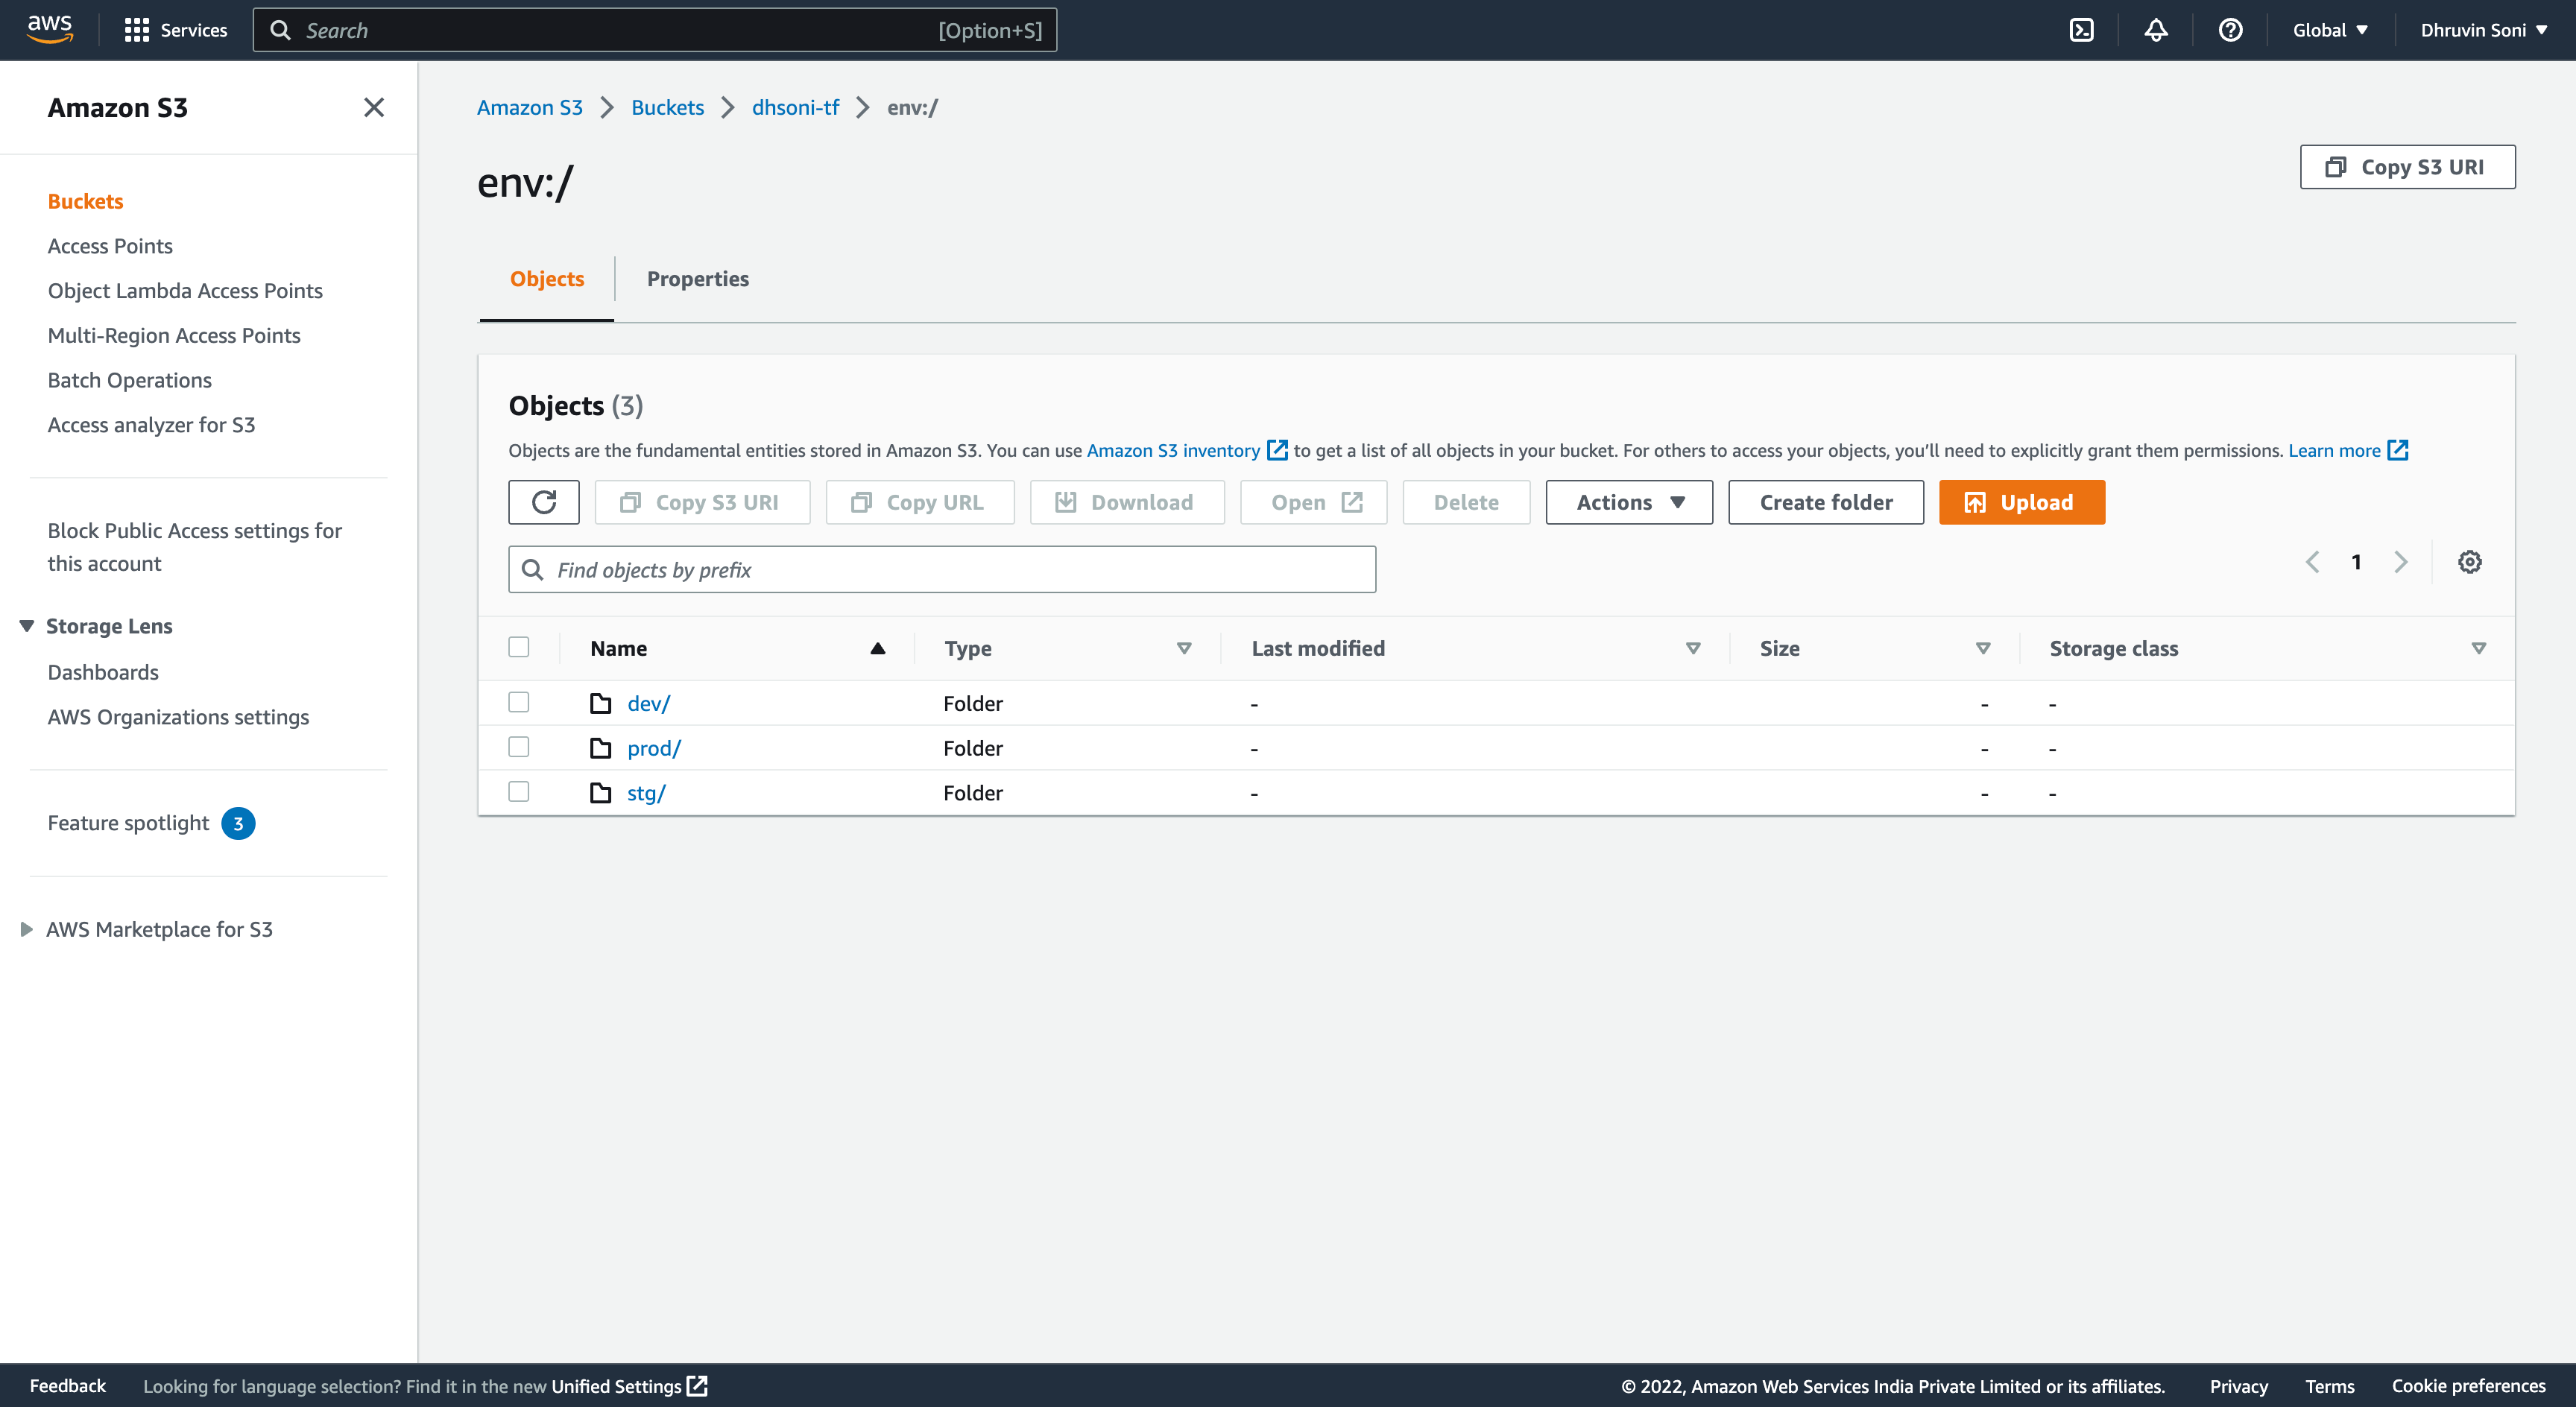 aws
Services
Search
[Option+S]
Global
Dhruvin Soni
Amazon S3
Buckets
Access Points
Object Lambda Access Points
Multi-Region Access Points
Batch Operations
Access analyzer for S3
Block Public Access settings for
this account
Storage Lens
Dashboards
AWS Organizations settings
Feature spotlight 3
AWS Marketplace for S3
Amazon S3 Buckets dhsoni-tf env:/
env:/
Copy S3 URI
Objects Properties
Objects (3)
Objects are the fundamental entities stored in Amazon S3. You can use Amazon S3 inventory to get a list of all objects in your bucket. For others to access your objects, you’ll need to explicitly grant them permissions. Learn more
Copy S3 URI Copy URL Download Open Delete Actions Create folder Upload
Find objects by prefix
1
Name Type Last modified Size Storage class
dev/ Folder - - -
prod/ Folder - - -
stg/ Folder - - -
Feedback Looking for language selection? Find it in the new Unified Settings © 2022, Amazon Web Services India Private Limited or its affiliates. Privacy Terms Cookie preferences